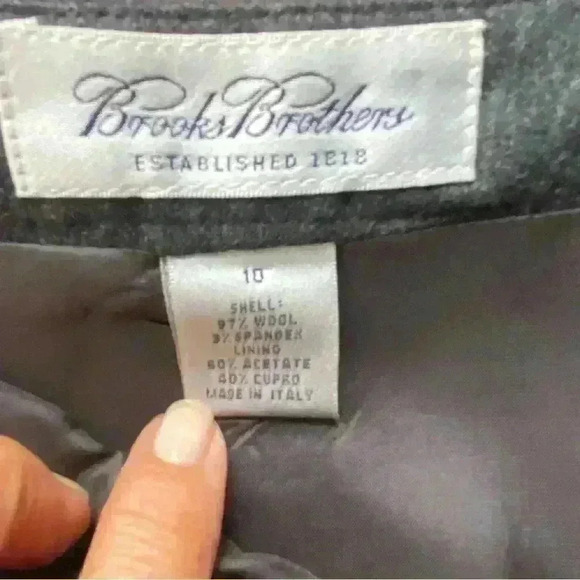 Brooks Brothers
ESTABLISHED 1818
10
SHELL:
97% WOOL
3% SPANDEX
LINING
60% ACETATE
40% CUPRO
MADE IN ITALY